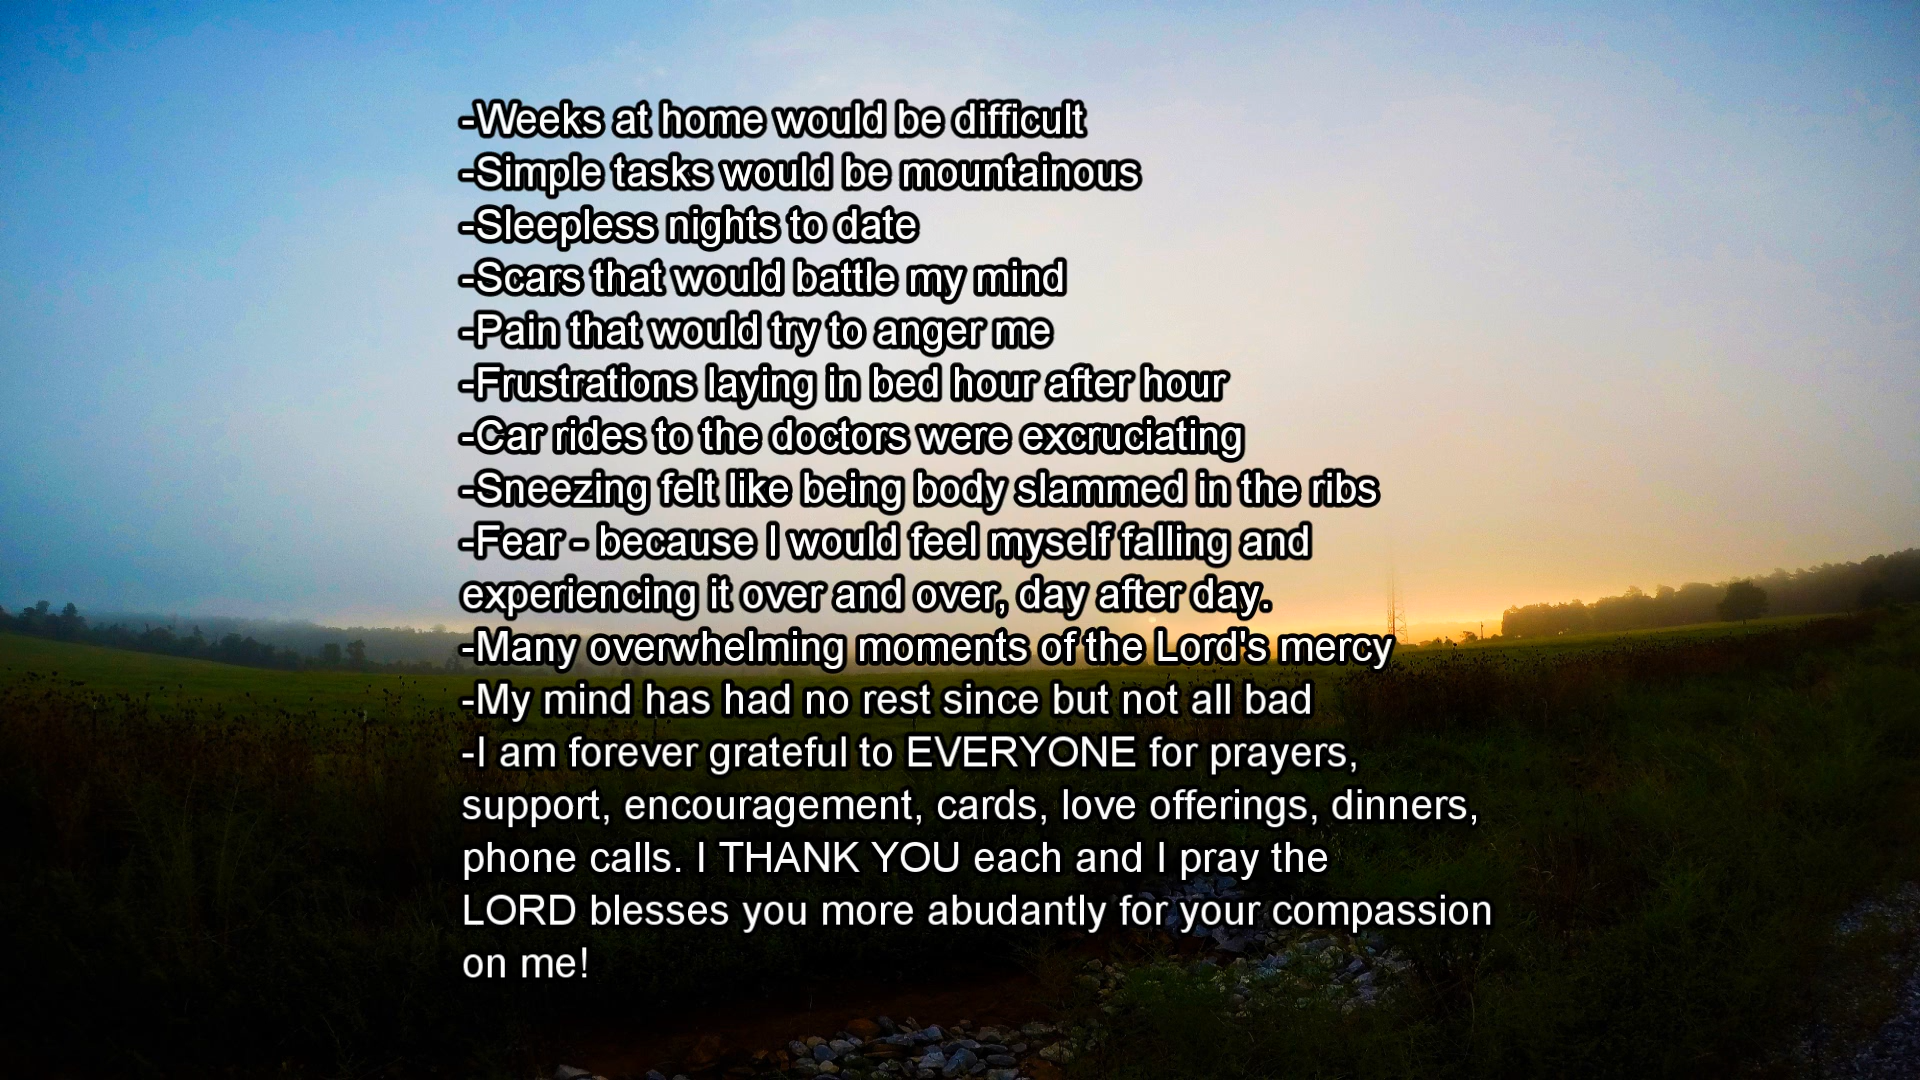 -Weeks at home would be difficult
-Simple tasks would be mountainous
-Sleepless nights to date
-Scars that would battle my mind
-Pain that would try to anger me
-Frustrations laying in bed hour after hour
-Car rides to the doctors were excruciating
-Sneezing felt like being body slammed in the ribs
-Fear - because I would feel myself falling and
experiencing it over and over, day after day.
-Many overwhelming moments of the Lord's mercy
-My mind has had no rest since but not all bad
-I am forever grateful to EVERYONE for prayers,
support, encouragement, cards, love offerings, dinners,
phone calls. I THANK YOU each and I pray the
LORD blesses you more abudantly for your compassion
on me!